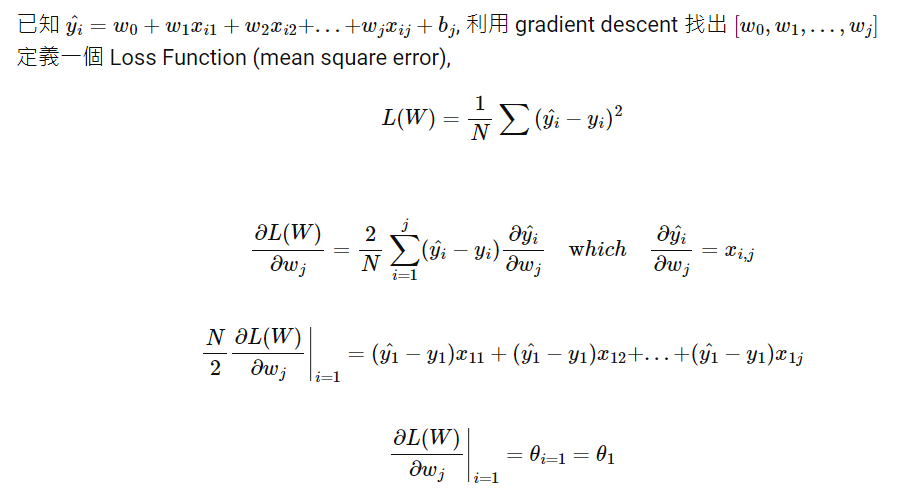 已知 $\hat{y_i} = w_0 + w_1x_{i1} + w_2x_{i2} + \ldots + w_jx_{ij} + b_j$, 利用 gradient descent 找出 $[w_0, w_1, \ldots, w_j]$
定義一個 Loss Function (mean square error),
$L(W) = \frac{1}{N} \sum (\hat{y_i} - y_i)^2$
$\frac{\partial L(W)}{\partial w_j} = \frac{2}{N} \sum_{i=1}^{j} (\hat{y_i} - y_i) \frac{\partial \hat{y_i}}{\partial w_j} \quad which \quad \frac{\partial \hat{y_i}}{\partial w_j} = x_{i,j}$
$\frac{N}{2} \frac{\partial L(W)}{\partial w_j} \Big|_{i=1} = (\hat{y_1} - y_1)x_{11} + (\hat{y_1} - y_1)x_{12} + \ldots + (\hat{y_1} - y_1)x_{1j}$
$\frac{\partial L(W)}{\partial w_j} \Big|_{i=1} = \theta_{i=1} = \theta_1$